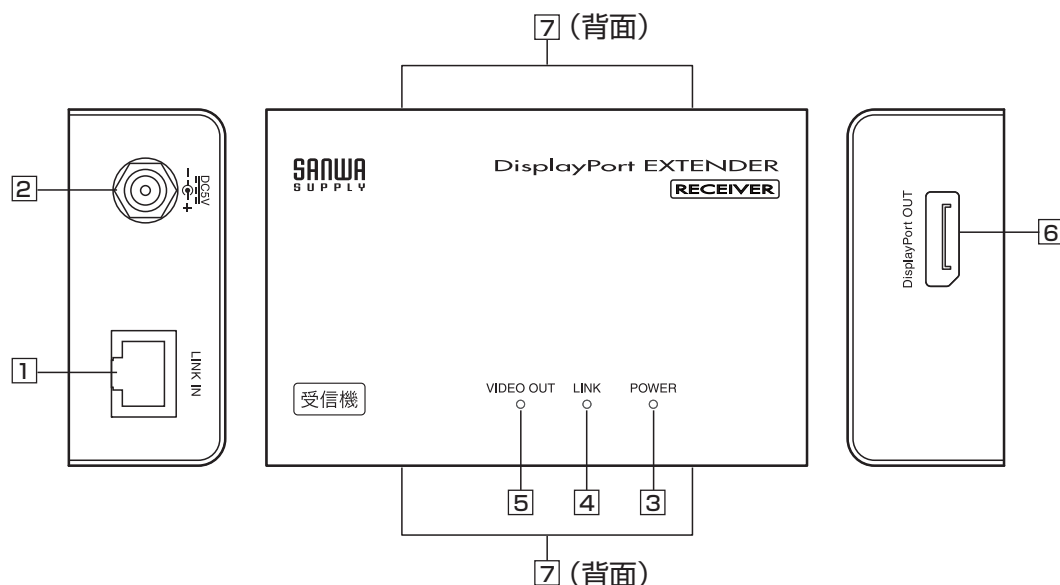 7 (背面)
SANWA
SUPPLY
DisplayPort EXTENDER
RECEIVER
2
DC5V
- +
1
LINK IN
受信機
VIDEO OUT LINK POWER
5 4 3
DisplayPort OUT
6
7 (背面)